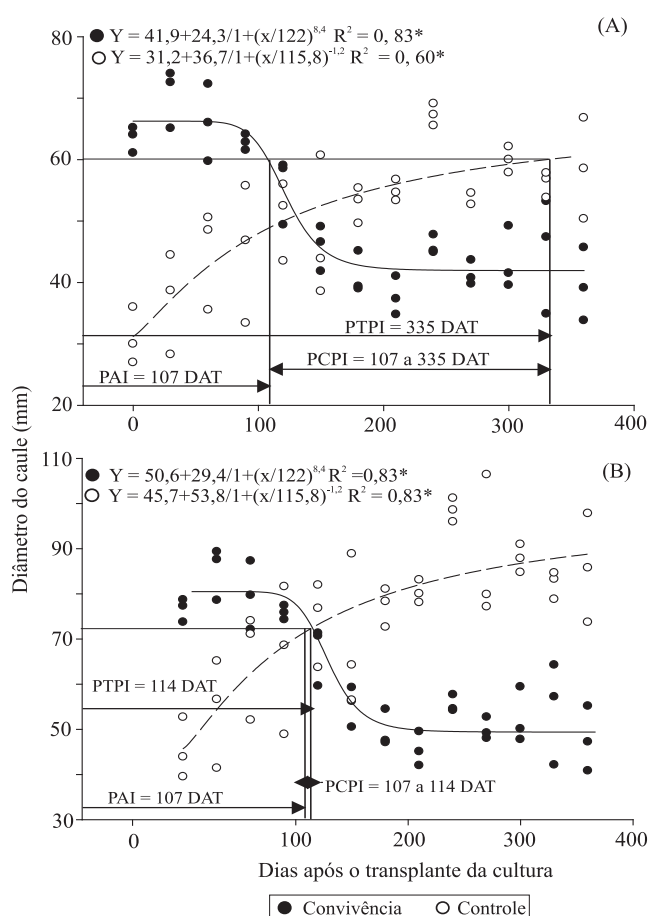 Y = 41,9+24,3/1+(x/122)^8,4 R² = 0, 83*
(A)
Y = 31,2+36,7/1+(x/115,8)^-1,2 R² = 0, 60*
80
60
40
20
PTPI = 335 DAT
PCPI = 107 a 335 DAT
PAI = 107 DAT
0
100
200
300
400
Diâmetro do caule (mm)
Y = 50,6+29,4/1+(x/122)^8,4 R² =0,83*
(B)
Y = 45,7+53,8/1+(x/115,8)^-1,2 R² = 0,83*
110
90
70
50
30
PTPI = 114 DAT
PCPI = 107 a 114 DAT
PAI = 107 DAT
0
100
200
300
400
Dias após o transplante da cultura
Convivência
Controle